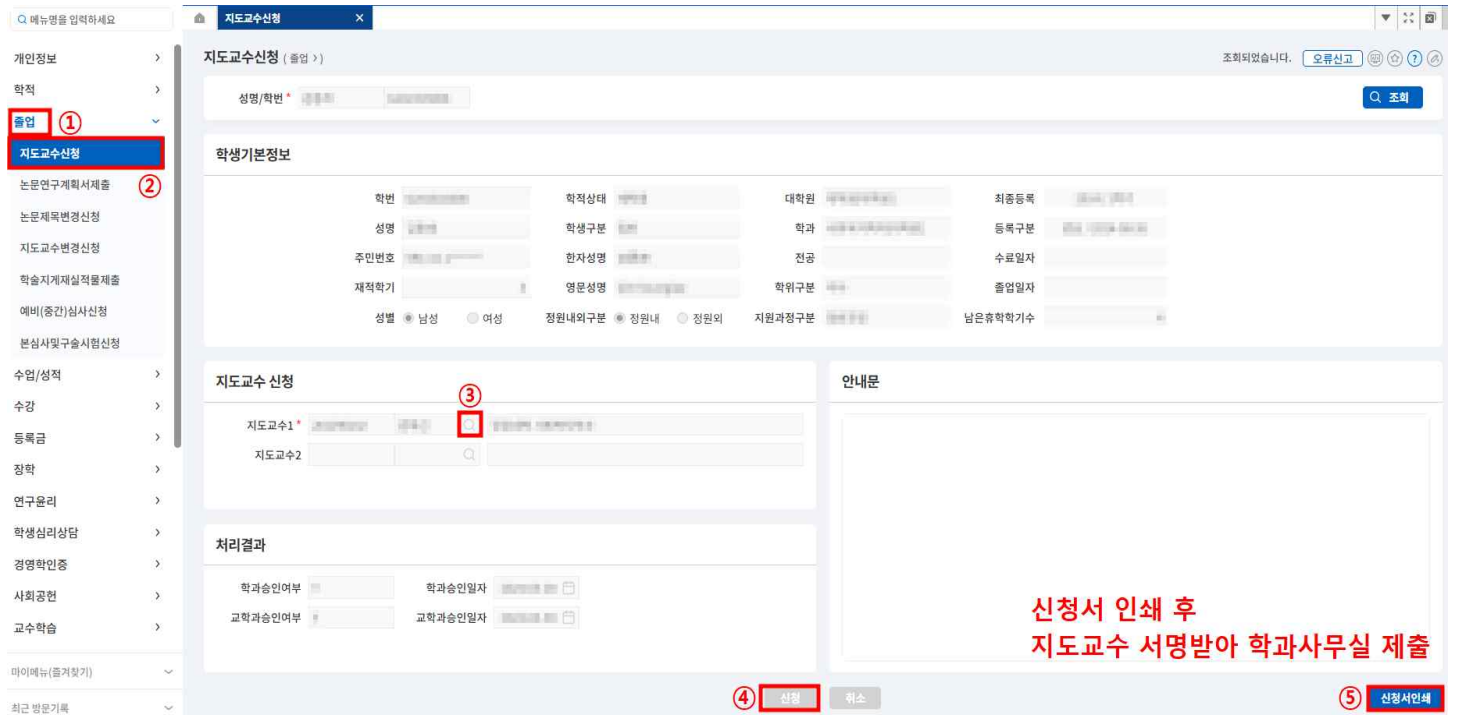 메뉴명을 입력하세요
지도교수신청 X
개인정보
학적
졸업 ①
지도교수신청
②
논문연구계획서제출
논문제목변경신청
지도교수변경신청
학술지게재실적물제출
예비(중간)심사신청
본심사및구술시험신청
수업/성적
수강
등록금
장학
연구윤리
학생심리상담
경영학인증
사회공헌
교수학습
마이메뉴(즐겨찾기)
최근 방문기록
지도교수신청 ( 졸업 > )
조회되었습니다. 오류신고 ?
성명/학번 *
조회
학생기본정보
학번 학적상태 대학원 최종등록
성명 학생구분 학과 등록구분
주민번호 한자성명 전공 수료일자
재적학기 영문성명 학위구분 졸업일자
성별 남성 여성 정원내외구분 정원내 정원외 지원과정구분 남은휴학학기수
지도교수 신청
③
지도교수1 *
지도교수2
안내문
처리결과
학과승인여부 학과승인일자
교학과승인여부 교학과승인일자
신청서 인쇄 후
지도교수 서명받아 학과사무실 제출
④ 신청 취소 ⑤ 신청서인쇄